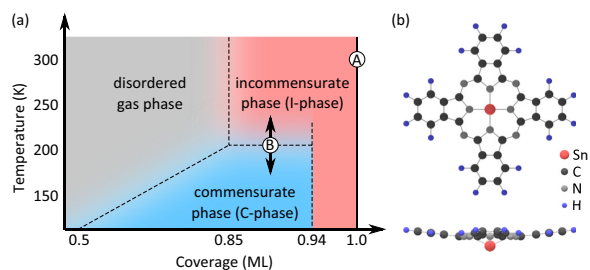 (a)
(b)
Temperature (K)
300
250
200
150
disordered
gas phase
incommensurate
phase (I-phase)
A
B
commensurate
phase (C-phase)
0.5
0.85
0.94
1.0
Coverage (ML)
Sn
C
N
H